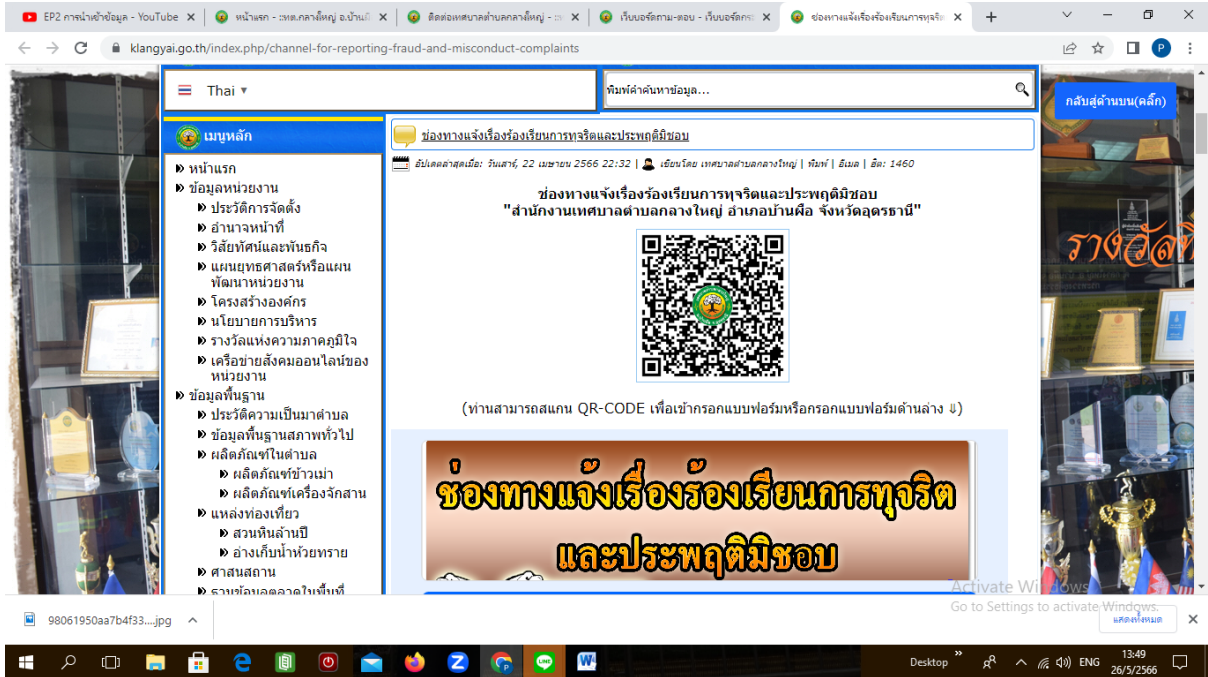 EP2 การนำเข้าข้อมูล - YouTube
หน้าแรก - ::ทต.กลางใหญ่ อ.บ้านผื
ติดต่อเทศบาลตำบลกลางใหญ่ - ::
เว็บบอร์ดถาม-ตอบ - เว็บบอร์ดกระ
ช่องทางแจ้งเรื่องร้องเรียนการทุจริต
klangyai.go.th/index.php/channel-for-reporting-fraud-and-misconduct-complaints
P
Thai
พิมพ์คำค้นหาข้อมูล...
กลับสู่ด้านบน(คลิ๊ก)
เมนูหลัก
หน้าแรก
ข้อมูลหน่วยงาน
ประวัติการจัดตั้ง
อำนาจหน้าที่
วิสัยทัศน์และพันธกิจ
แผนยุทธศาสตร์หรือแผน
พัฒนาหน่วยงาน
โครงสร้างองค์กร
นโยบายการบริหาร
รางวัลแห่งความภาคภูมิใจ
เครือข่ายสังคมออนไลน์ของ
หน่วยงาน
ข้อมูลพื้นฐาน
ประวัติความเป็นมาตำบล
ข้อมูลพื้นฐานสภาพทั่วไป
ผลิตภัณฑ์ในตำบล
ผลิตภัณฑ์ข้าวเม่า
ผลิตภัณฑ์เครื่องจักสาน
แหล่งท่องเที่ยว
สวนหินล้านปี
อ่างเก็บน้ำห้วยทราย
ศาสนสถาน
ฐานข้อมูลตลาดในพื้นที่
ช่องทางแจ้งเรื่องร้องเรียนการทุจริตและประพฤติมิชอบ
อัปเดตล่าสุดเมื่อ: วันเสาร์, 22 เมษายน 2566 22:32 | เขียนโดย เทศบาลตำบลกลางใหญ่ | พิมพ์ | อีเมล | ฮิต: 1460
ช่องทางแจ้งเรื่องร้องเรียนการทุจริตและประพฤติมิชอบ
"สำนักงานเทศบาลตำบลกลางใหญ่ อำเภอบ้านผือ จังหวัดอุดรธานี"
(ท่านสามารถสแกน QR-CODE เพื่อเข้ากรอกแบบฟอร์มหรือกรอกแบบฟอร์มด้านล่าง ⇓)
ช่องทางแจ้งเรื่องร้องเรียนการทุจริต
และประพฤติมิชอบ
รางวัลที่
Activate Windows
Go to Settings to activate Windows.
98061950aa7b4f33....jpg
แสดงทั้งหมด
Desktop
ENG
13:49
26/5/2566